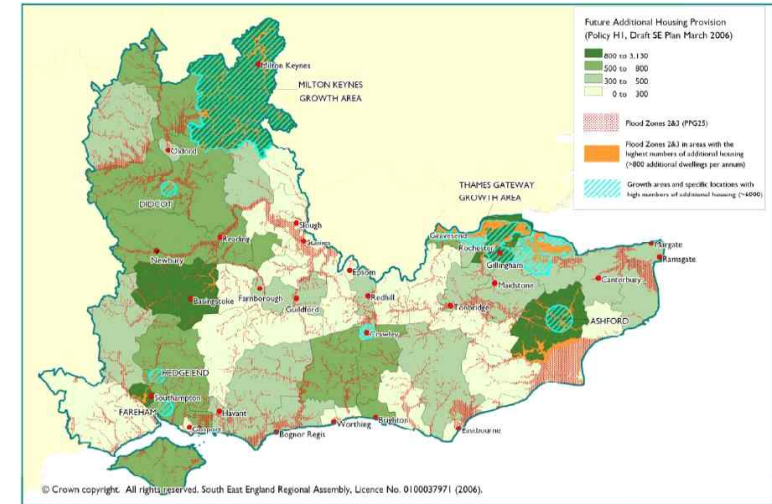 Future Additional Housing Provision
(Policy H1, Draft SE Plan March 2006)
800 to 3,130
500 to 800
300 to 500
0 to 300
Flood Zones 2&3 (PPG25)
Flood Zones 2&3 in areas with the
highest numbers of additional housing
(>800 additional dwellings per annum)
Growth areas and specific locations with
high numbers of additional housing (>6000)
Milton Keynes
MILTON KEYNES
GROWTH AREA
Oxford
THAMES GATEWAY
GROWTH AREA
DIDCOT
Slough
Reading
Staines
Gravesend
Rochester
Gillingham
Margate
Ramsgate
Newbury
Epsom
Canterbury
Maidstone
Basingstoke
Farnborough
Guildford
Redhill
Tonbridge
ASHFORD
Crawley
HEDGE END
Southampton
FAREHAM
Havant
Gosport
Bognor Regis
Worthing
Brighton
Eastbourne
© Crown copyright. All rights reserved. South East England Regional Assembly, Licence No. 0100037971 (2006).